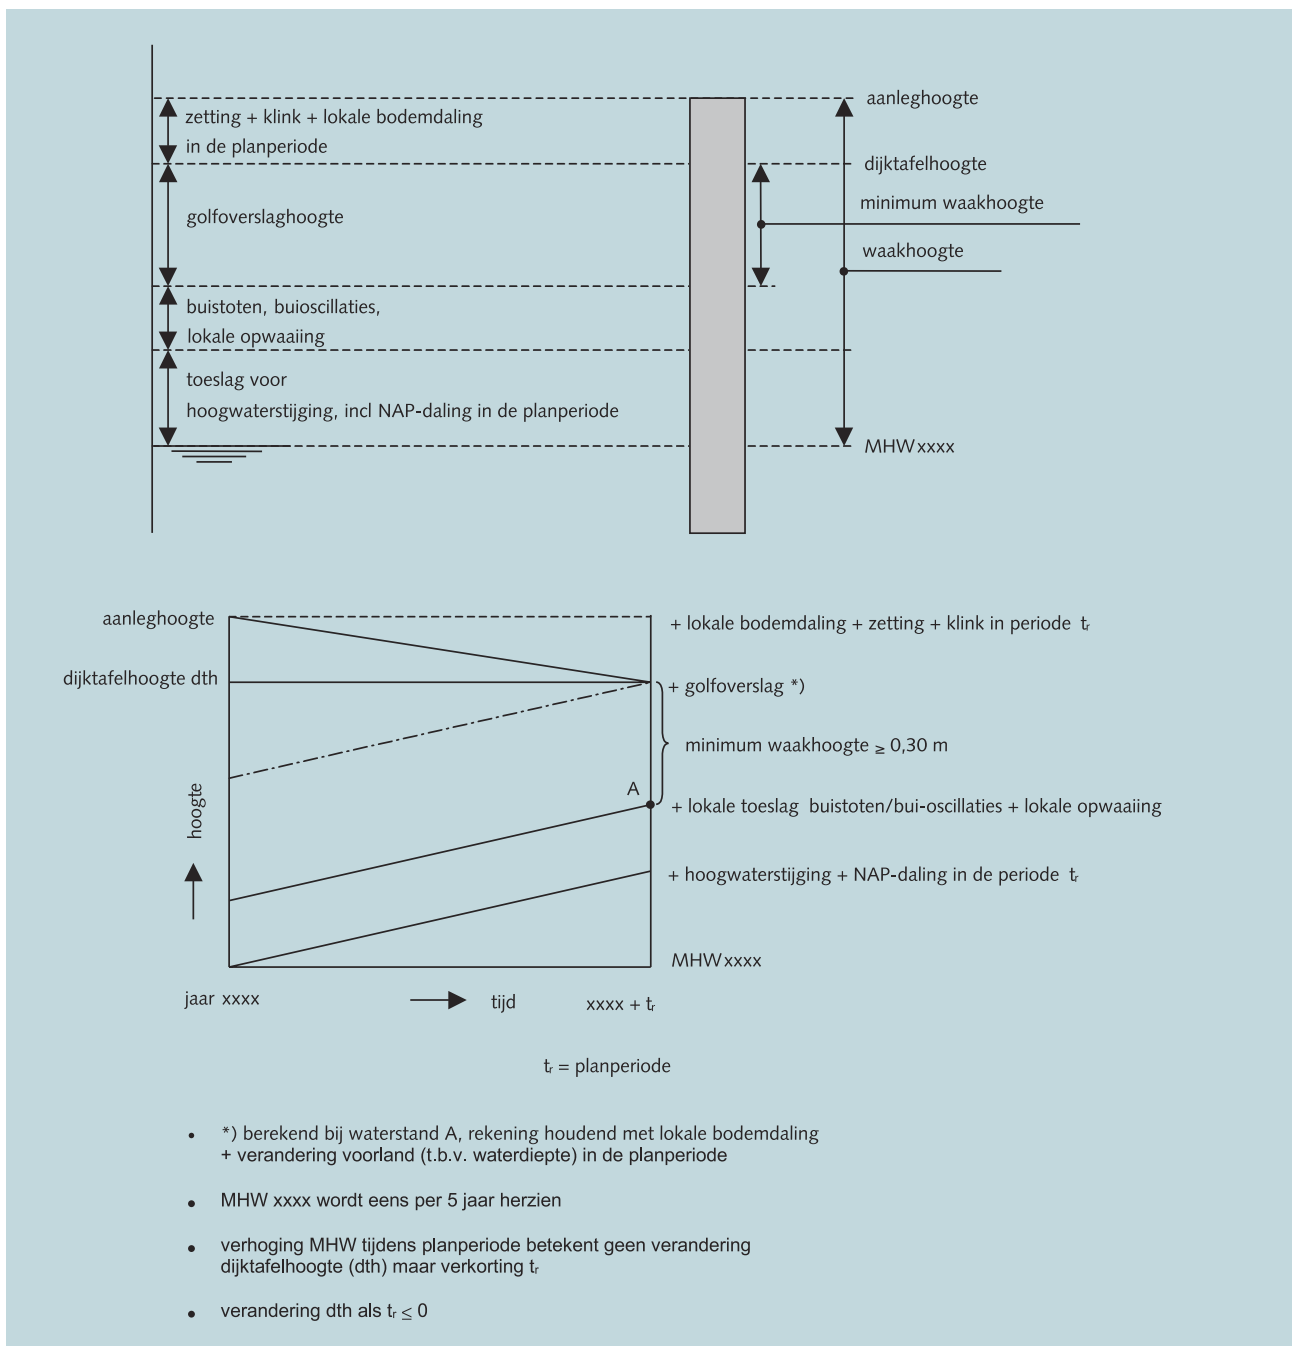 aanleghoogte
zetting + klink + lokale bodemdaling
in de planperiode
dijktafelhoogte
minimum waakhoogte
golfoverslaghoogte
waakhoogte
buistoten, buioscillaties,
lokale opwaaiing
toeslag voor
hoogwaterstijging, incl NAP-daling in de planperiode
MHW xxxx
aanleghoogte
+ lokale bodemdaling + zetting + klink in periode tr
dijktafelhoogte dth
+ golfoverslag *)
minimum waakhoogte ≥ 0,30 m
A
hoogte
+ lokale toeslag buistoten/bui-oscillaties + lokale opwaaiing
+ hoogwaterstijging + NAP-daling in de periode tr
MHW xxxx
jaar xxxx
tijd
xxxx + tr
tr = planperiode
• *) berekend bij waterstand A, rekening houdend met lokale bodemdaling
+ verandering voorland (t.b.v. waterdiepte) in de planperiode
• MHW xxxx wordt eens per 5 jaar herzien
• verhoging MHW tijdens planperiode betekent geen verandering
dijktafelhoogte (dth) maar verkorting tr
• verandering dth als tr ≤ 0